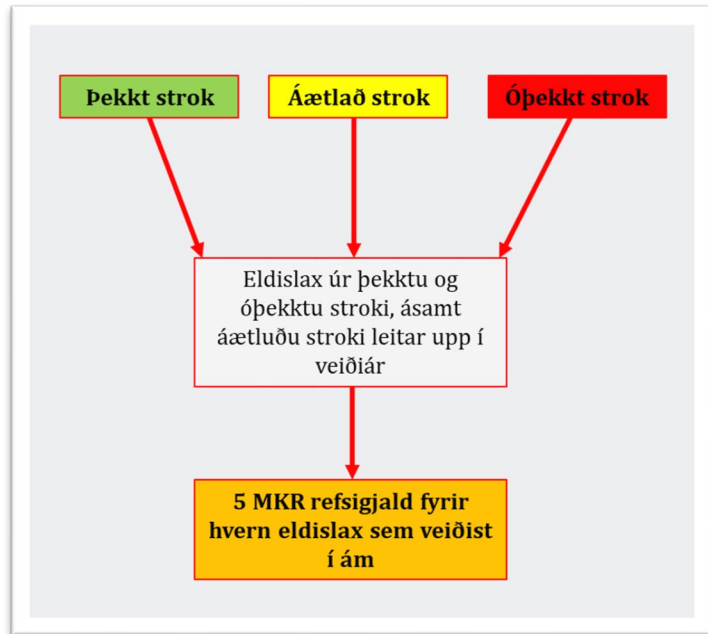 Þekkt strok
Áætlað strok
Óþekkt strok
Eldislax úr þekktu og
óþekktu stroki, ásamt
áætluðu stroki leitar upp í
veiðiár
5 MKR refsigjald fyrir
hvern eldislax sem veiðist
í ám